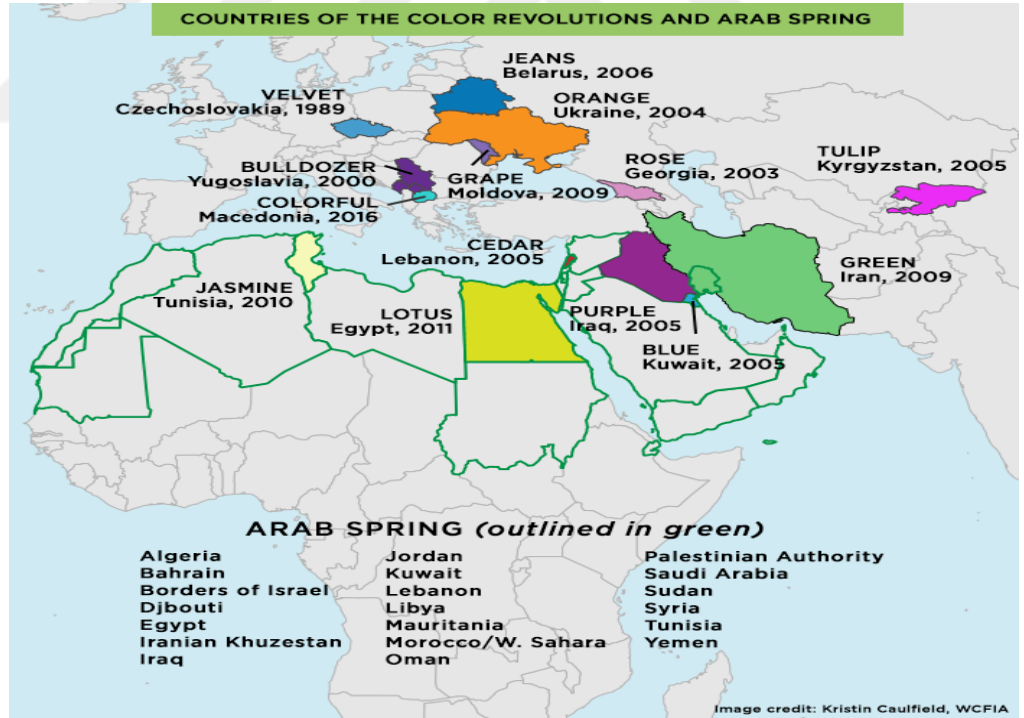 COUNTRIES OF THE COLOR REVOLUTIONS AND ARAB SPRING
JEANS
Belarus, 2006
VELVET
Czechoslovakia, 1989
ORANGE
Ukraine, 2004
BULLDOZER
Yugoslavia, 2000
GRAPE
Moldova, 2009
ROSE
Georgia, 2003
TULIP
Kyrgyzstan, 2005
COLORFUL
Macedonia, 2016
CEDAR
Lebanon, 2005
GREEN
Iran, 2009
JASMINE
Tunisia, 2010
LOTUS
Egypt, 2011
PURPLE
Iraq, 2005
BLUE
Kuwait, 2005
ARAB SPRING (outlined in green)
Algeria
Bahrain
Borders of Israel
Djbouti
Egypt
Iranian Khuzestan
Iraq
Jordan
Kuwait
Lebanon
Libya
Mauritania
Morocco/W. Sahara
Oman
Palestinian Authority
Saudi Arabia
Sudan
Syria
Tunisia
Yemen
Image credit: Kristin Caulfield, WCFIA